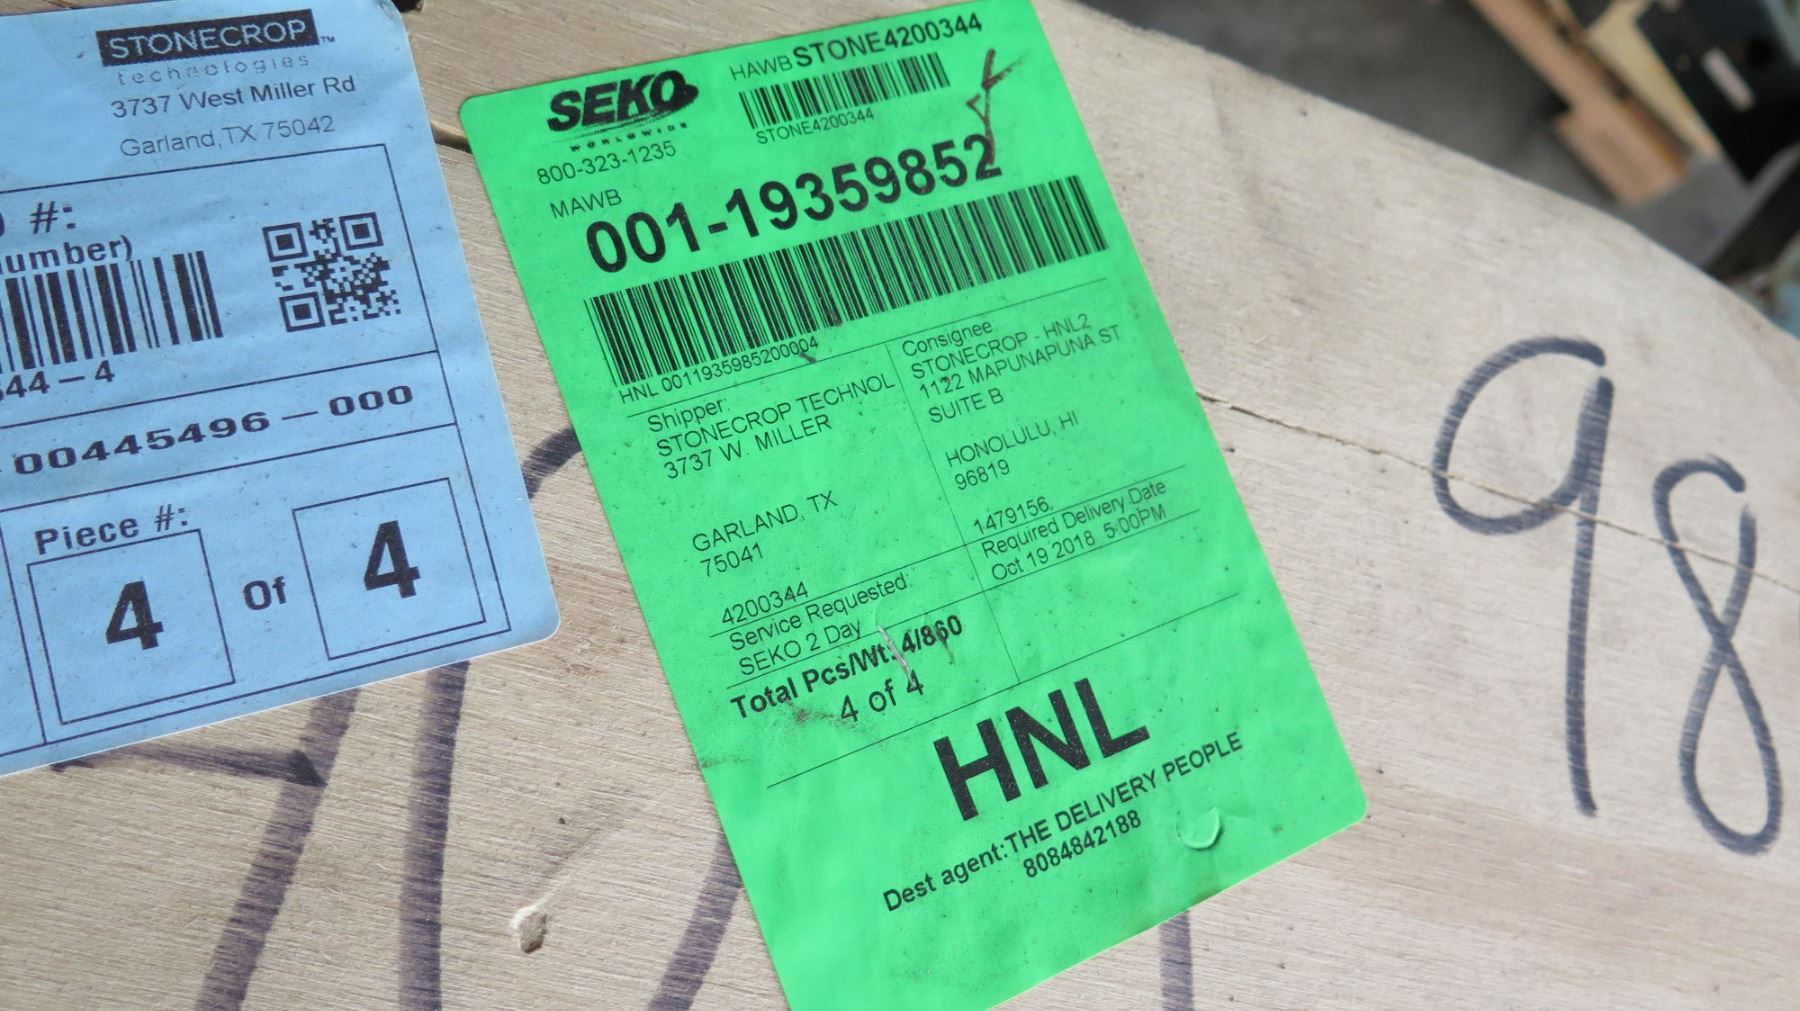 STONECROP™
technologies
3737 West Miller Rd
Garland, TX 75042
#:
umber)
44-4
00445496-000
Piece #:
4 Of 4
SEKO
WORLDWIDE
800-323-1235
HAWB STONE4200344
STONE4200344
MAWB
001-19359852
HNL 0011935985200004
Shipper:
STONECROP TECHNOL
3737 W. MILLER
GARLAND, TX
75041
4200344
Consignee
STONECROP - HNL2
1122 MAPUNAPUNA ST
SUITE B
HONOLULU, HI
96819
1479156,
Service Requested:
SEKO 2 Day
Required Delivery Date
Oct 19 2018 5:00PM
Total Pcs/Wt: 4/860
4 of 4
HNL
Dest agent:THE DELIVERY PEOPLE
8084842188
98